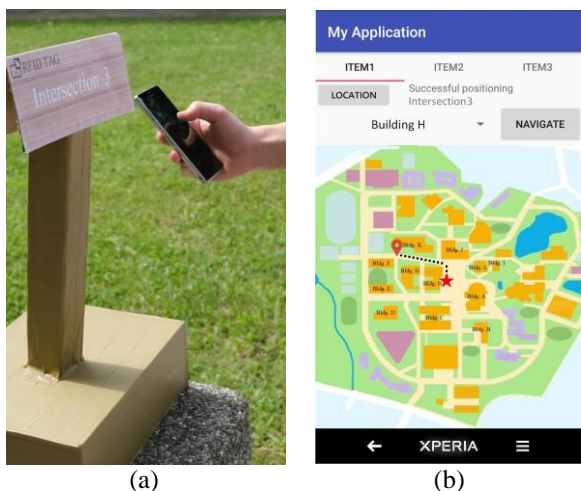 RFID TAG
Intersection 3
(a)
My Application
ITEM1 ITEM2 ITEM3
LOCATION
Successful positioning
Intersection3
Building H
NAVIGATE
Bldg. K
Bldg. J
Bldg. F
Bldg. G
Bldg. L
Bldg. I
Bldg. E
Bldg. H
Bldg. A
Bldg. D
Bldg. C
Bldg. B
XPERIA
(b)